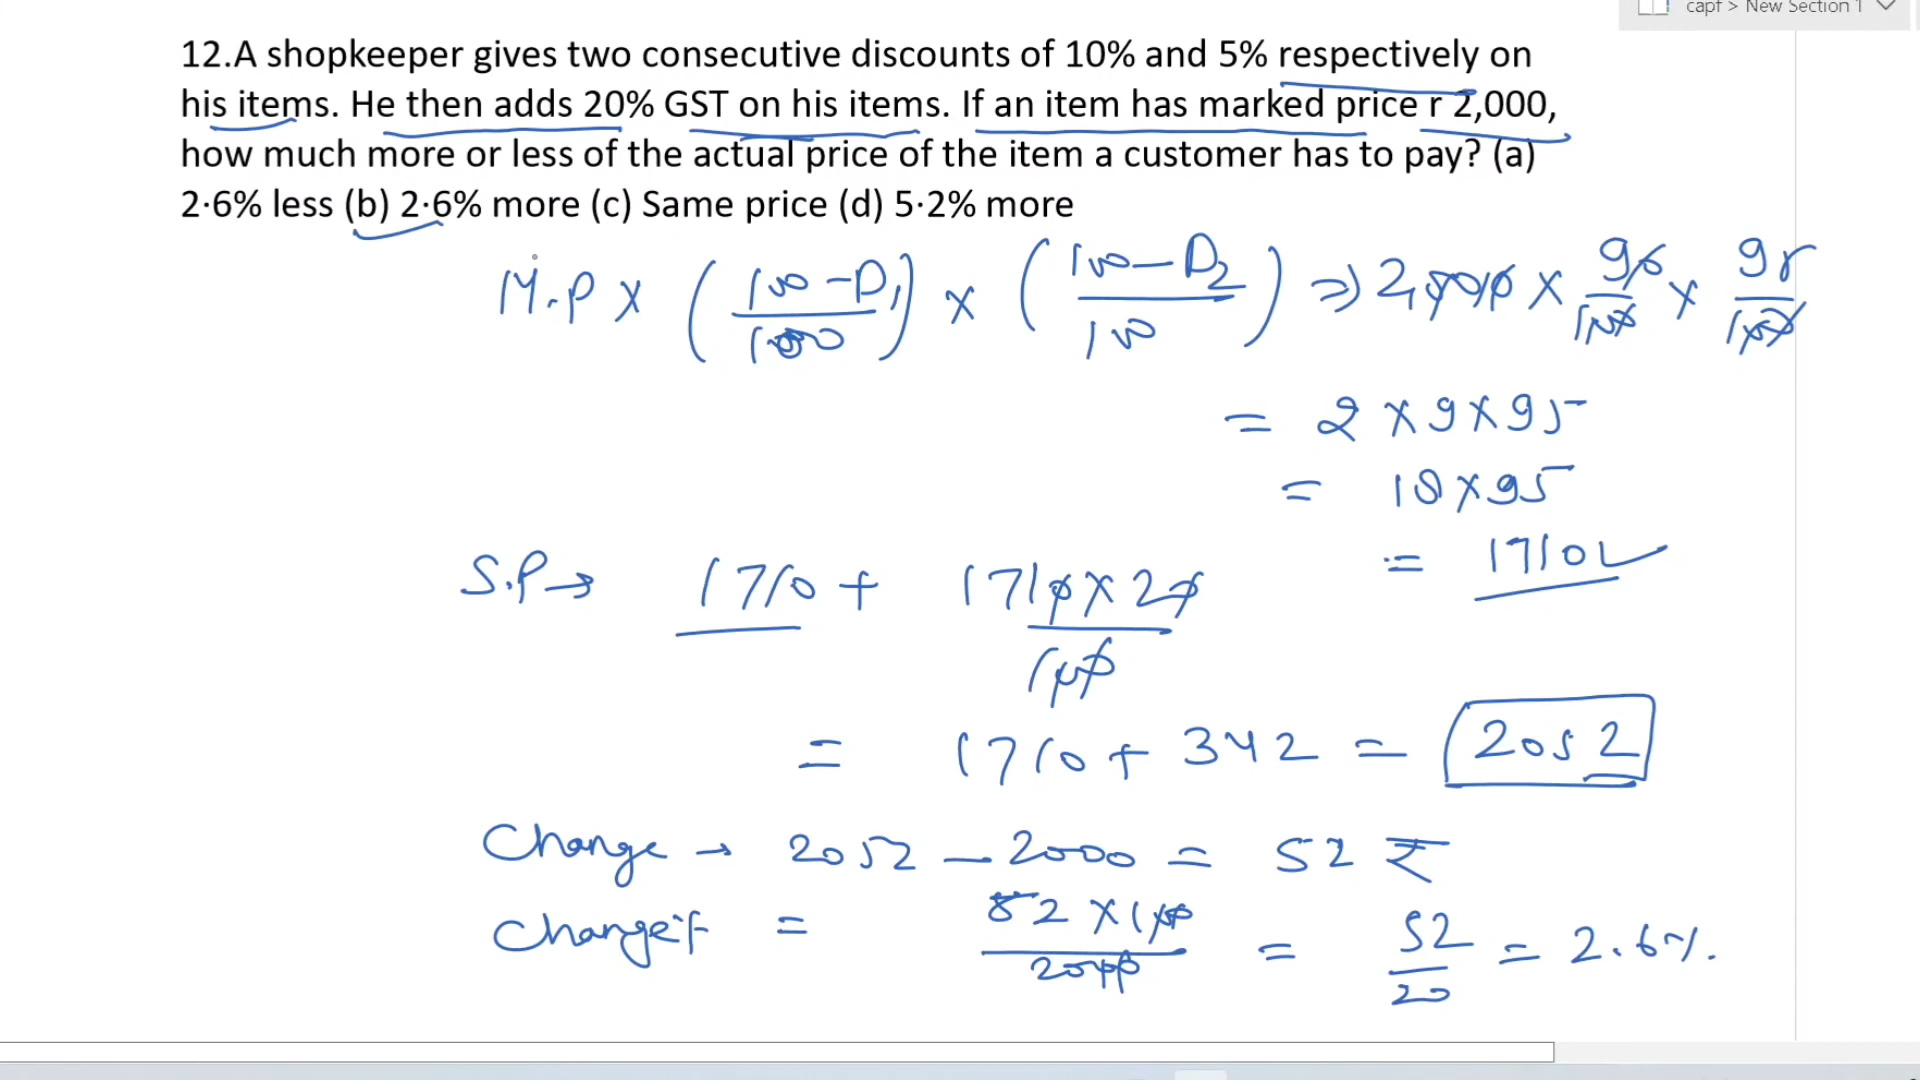 capf > New Section 1
12.A shopkeeper gives two consecutive discounts of 10% and 5% respectively on
his items. He then adds 20% GST on his items. If an item has marked price r 2,000,
how much more or less of the actual price of the item a customer has to pay? (a)
2·6% less (b) 2·6% more (c) Same price (d) 5·2% more
M.P x ( 100 - D1 / 100 ) x ( 100 - D2 / 100 ) ⇒ 2,000 x 90/100 x 95/100
= 2 x 9 x 95
= 18 x 95
= 1710
S.P → 1710 + 1710 x 20 / 100
= 1710 + 342 = 2052
Change → 2052 - 2000 = 52 ₹
Change% = 52 x 100 / 2000 = 52 / 20 = 2.6%.